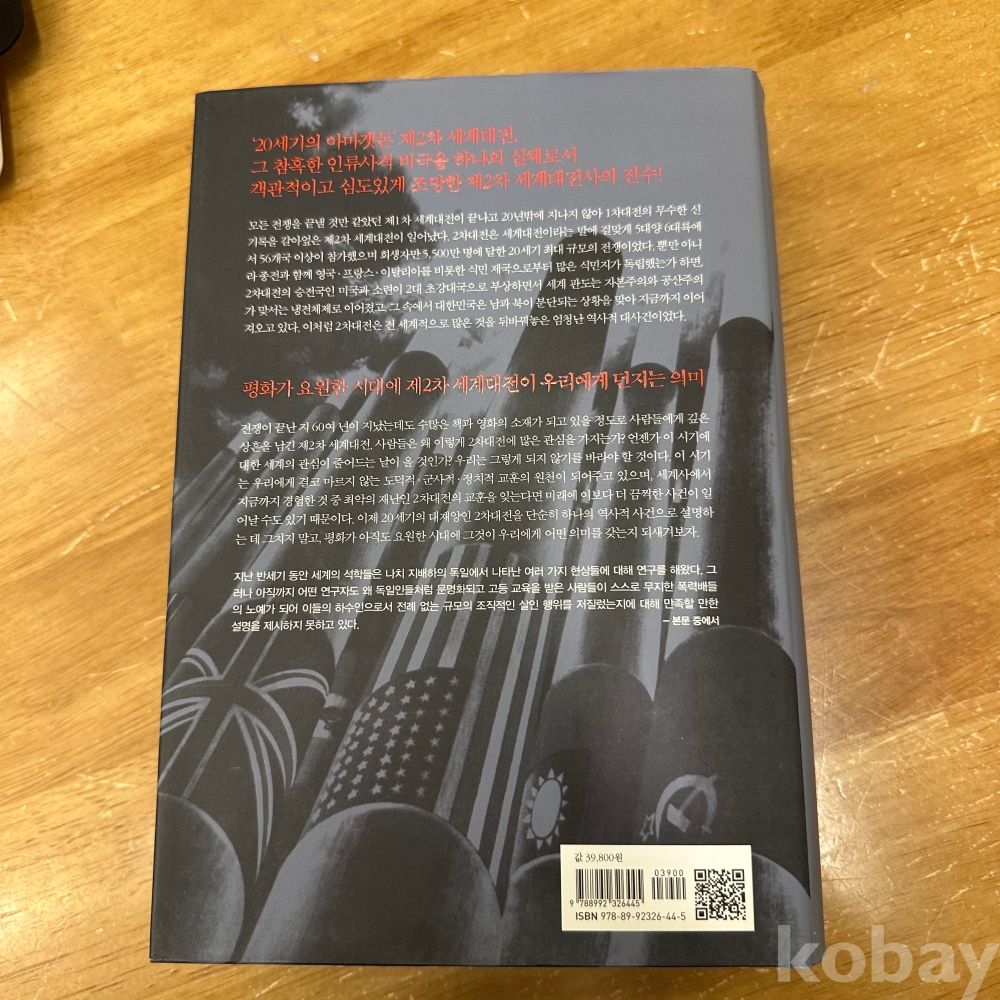 '20세기의 아마겟돈' 제2차 세계대전,
그 참혹한 인류사적 비극을 하나의 실체로서
객관적이고 심도있게 조망한 제2차 세계대전사의 진수!
모든 전쟁을 끝낼 것만 같았던 제1차 세계대전이 끝나고 20년밖에 지나지 않아 1차대전의 무수한 신
기록을 갈아엎은 제2차 세계대전이 일어났다. 2차대전은 세계대전이라는 말에 걸맞게 5대양 6대륙에
서 56개국 이상이 참가했으며 희생자만 5,500만 명에 달한 20세기 최대 규모의 전쟁이었다. 뿐만 아니
라 종전과 함께 영국·프랑스·이탈리아를 비롯한 식민 제국으로부터 많은 식민지가 독립했는가 하면,
2차대전의 승전국인 미국과 소련이 2대 초강대국으로 부상하면서 세계 판도는 자본주의와 공산주의
가 맞서는 냉전체제로 이어졌고, 그 속에서 대한민국은 남과 북이 분단되는 상황을 맞아 지금까지 이어
져오고 있다. 이처럼 2차대전은 전 세계적으로 많은 것을 뒤바꿔놓은 엄청난 역사적 대사건이었다.
평화가 요원한 시대에 제2차 세계대전이 우리에게 던지는 의미
전쟁이 끝난 지 60여 년이 지났는데도 수많은 책과 영화의 소재가 되고 있을 정도로 사람들에게 깊은
상흔을 남긴 제2차 세계대전. 사람들은 왜 이렇게 2차대전에 많은 관심을 가지는가? 언젠가 이 시기에
대한 세계의 관심이 줄어드는 날이 올 것인가? 우리는 그렇게 되지 않기를 바라야 할 것이다. 이 시기
는 우리에게 결코 마르지 않는 도덕적·군사적·정치적 교훈의 원천이 되어주고 있으며, 세계사에서
지금까지 경험한 것 중 최악의 재난인 2차대전의 교훈을 잊는다면 미래에 이보다 더 끔찍한 사건이 일
어날 수도 있기 때문이다. 이제 20세기의 대재앙인 2차대전을 단순히 하나의 역사적 사건으로 설명하
는 데 그치지 말고, 평화가 아직도 요원한 시대에 그것이 우리에게 어떤 의미를 갖는지 되새겨보자.
지난 반세기 동안 세계의 석학들은 나치 지배하의 독일에서 나타난 여러 가지 현상들에 대해 연구를 해왔다. 그
러나 아직까지 어떤 연구자도 왜 독일인들처럼 문명화되고 고등 교육을 받은 사람들이 스스로 무지한 폭력배들
의 노예가 되어 이들의 하수인으로서 전례 없는 규모의 조직적인 살인 행위를 저질렀는지에 대해 만족할 만한
설명을 제시하지 못하고 있다.
– 본문 중에서
값 39,800원
03900
9 788992 326445
ISBN 978-89-92326-44-5
kobay